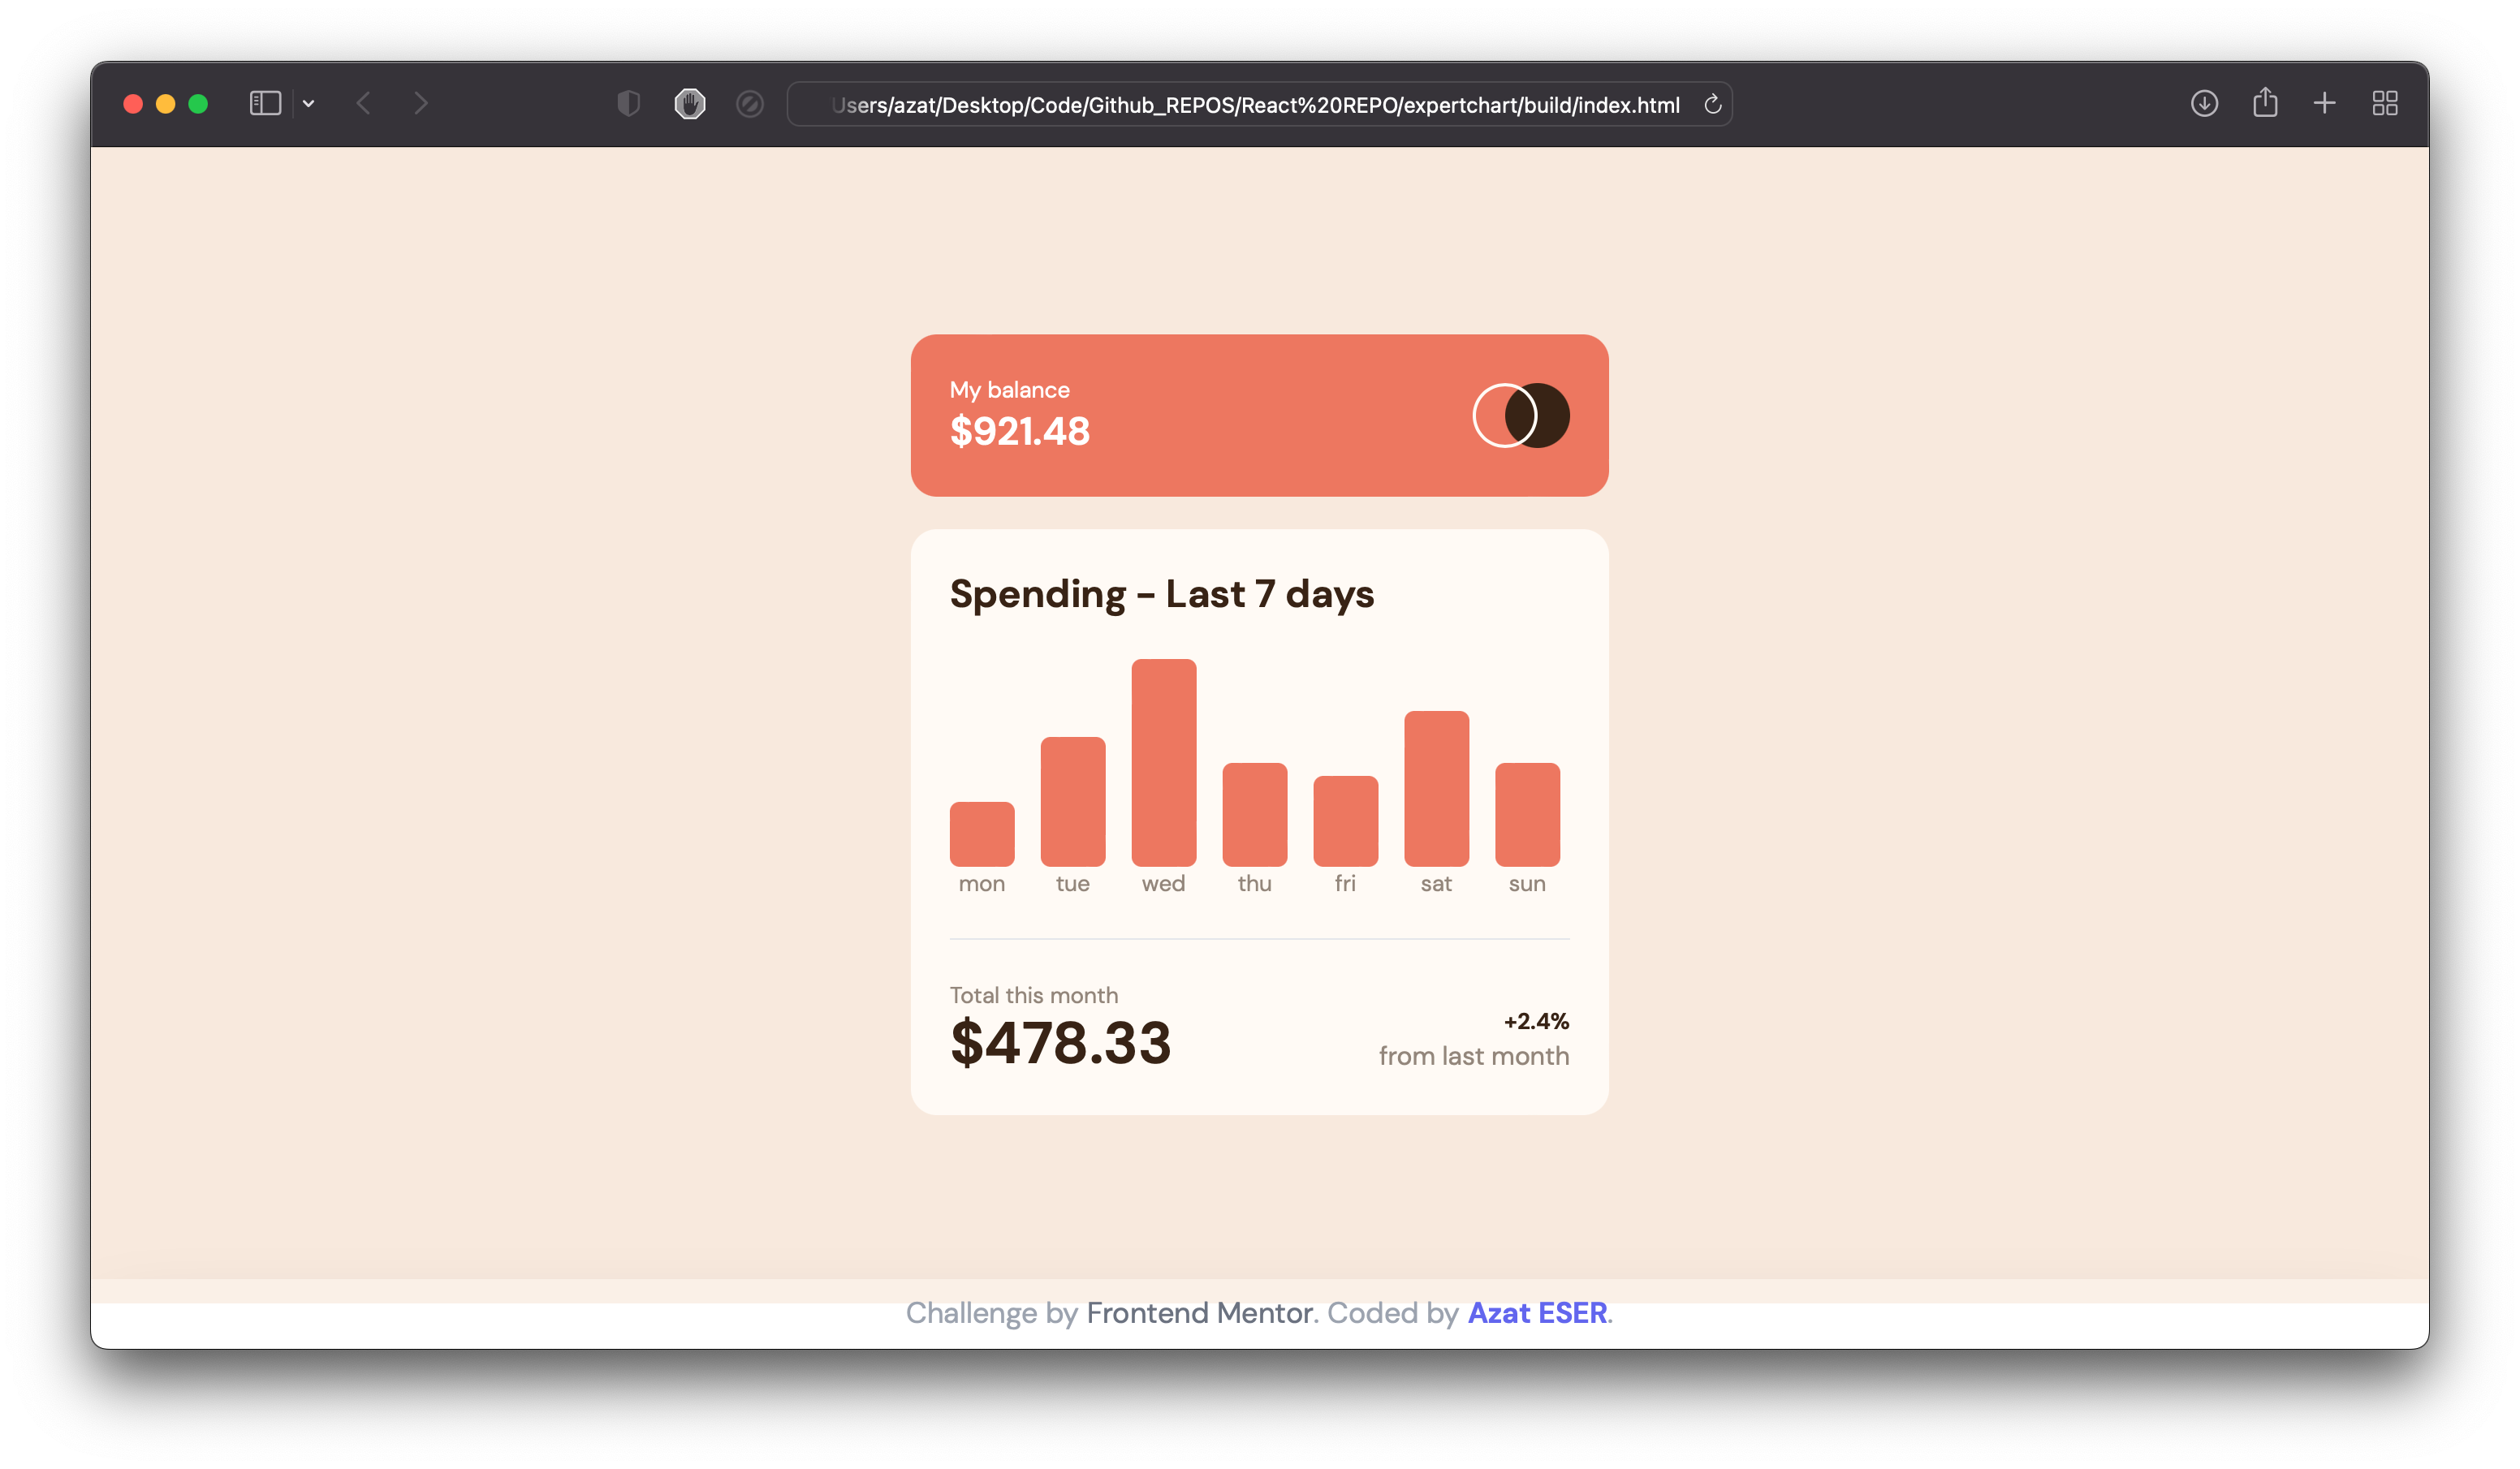 Users/azat/Desktop/Code/Github_REPOS/React%20REPO/expertchart/build/index.html
My balance
$921.48
Spending - Last 7 days
mon tue wed thu fri sat sun
Total this month
$478.33
+2.4%
from last month
Challenge by Frontend Mentor. Coded by Azat ESER.